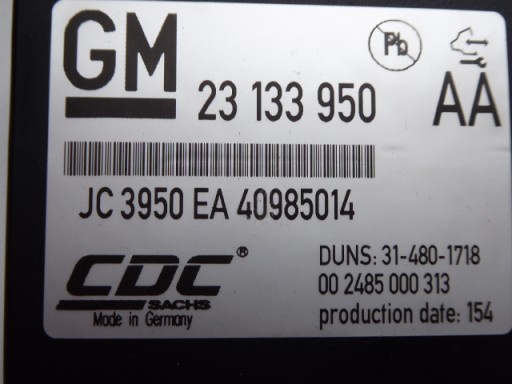 GM 23 133 950 AA
Pb
JC 3950 EA 40985014
CDC® DUNS: 31-480-1718
SACHS 00 2485 000 313
Made in Germany production date: 154